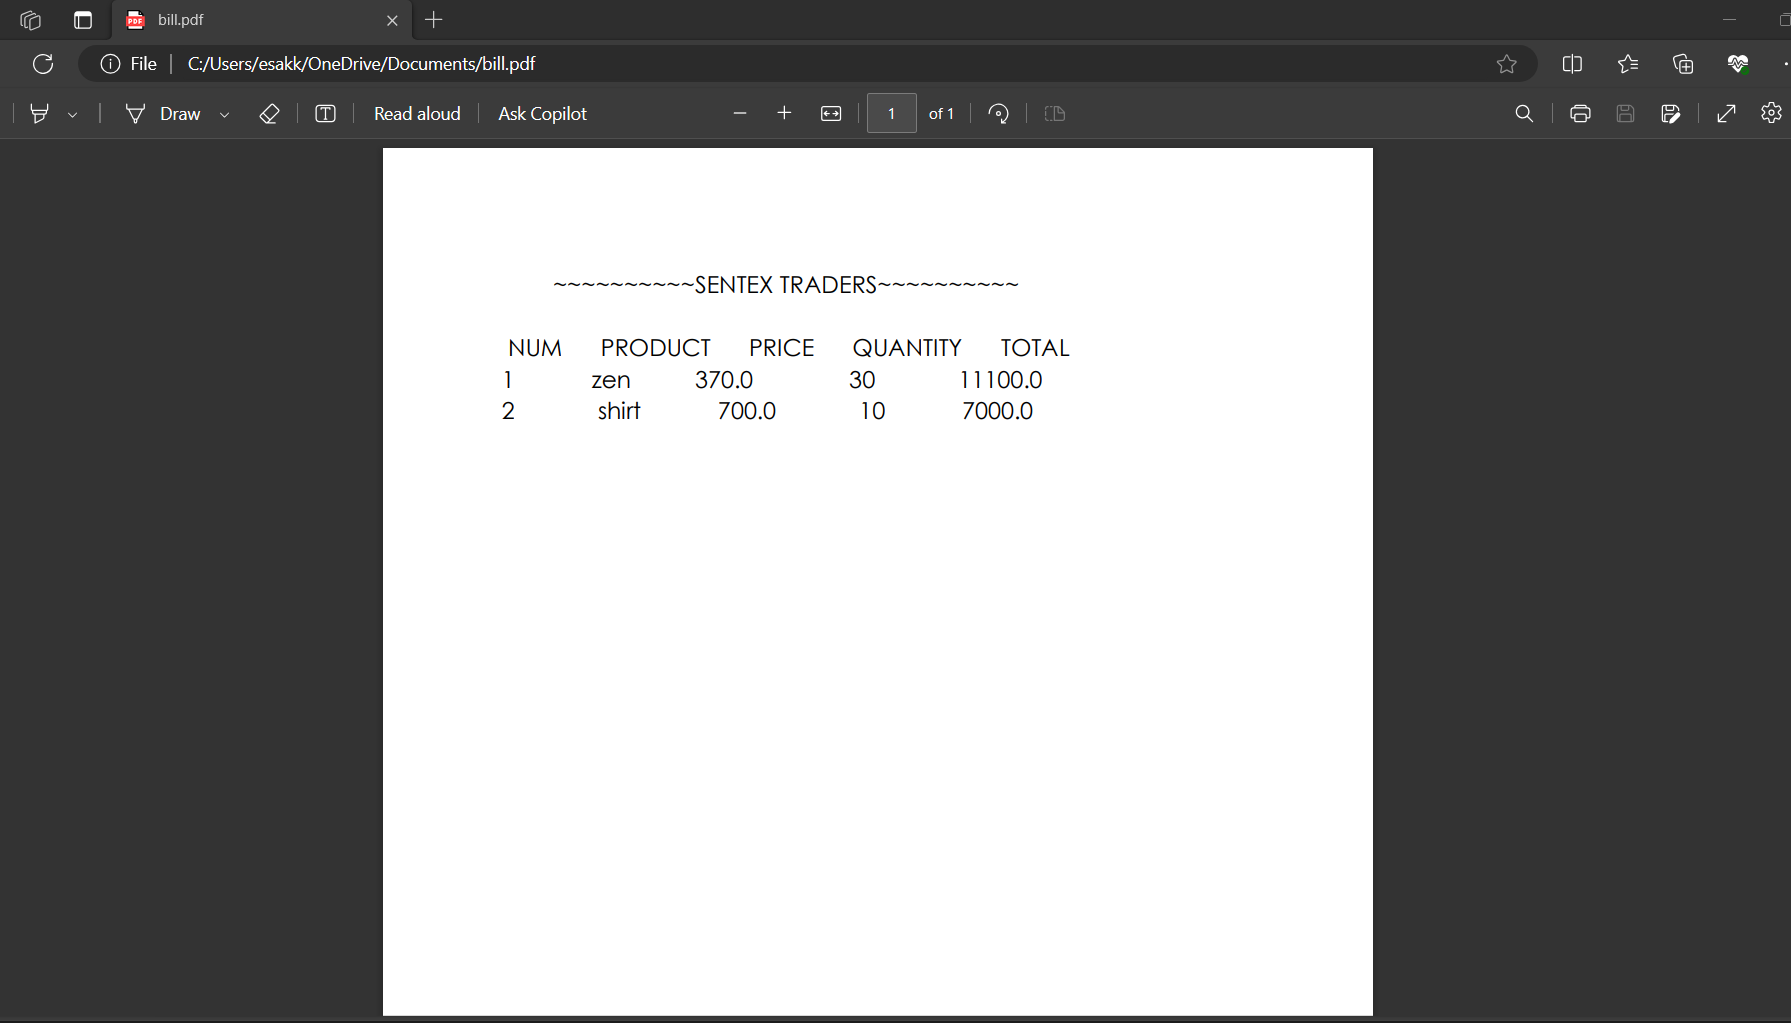 bill.pdf
File C:/Users/esakk/OneDrive/Documents/bill.pdf
Draw Read aloud Ask Copilot 1 of 1
~~~~~~~~~~SENTEX TRADERS~~~~~~~~~~
NUM PRODUCT PRICE QUANTITY TOTAL
1 zen 370.0 30 11100.0
2 shirt 700.0 10 7000.0